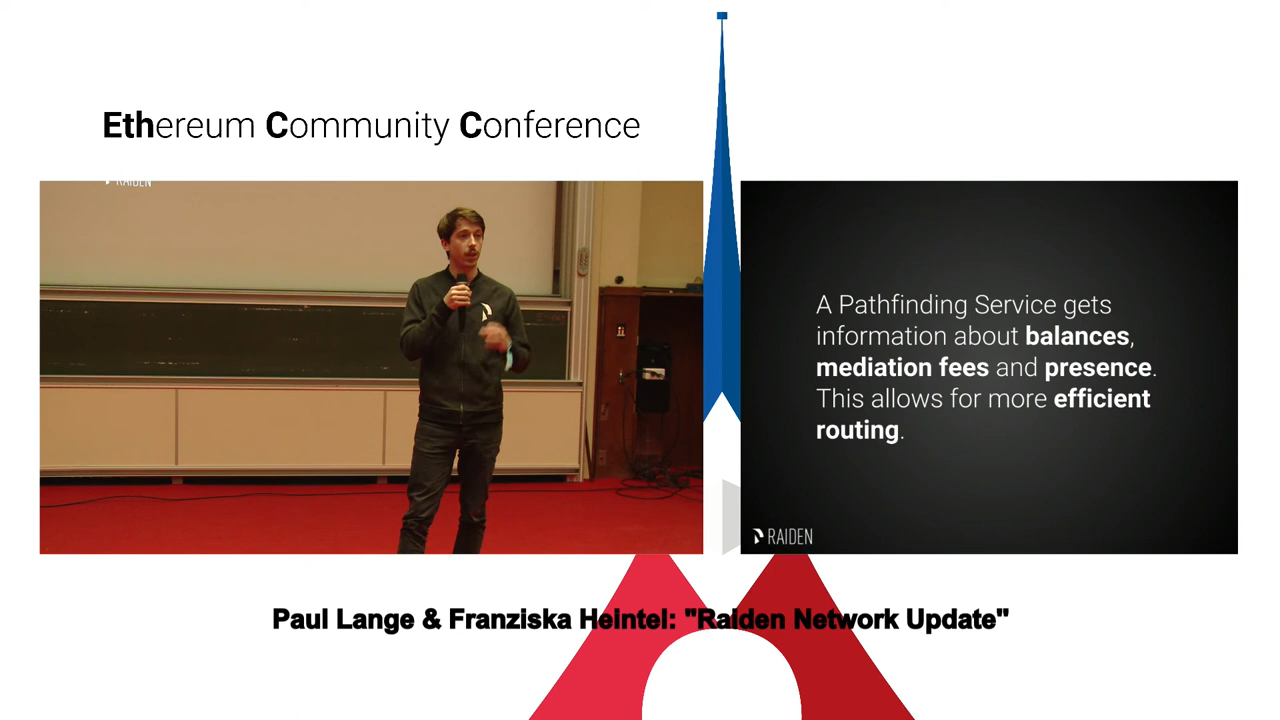 Ethereum Community Conference
RAIDEN
A Pathfinding Service gets
information about balances,
mediation fees and presence.
This allows for more efficient
routing.
RAIDEN
Paul Lange & Franziska Heintel: "Raiden Network Update"